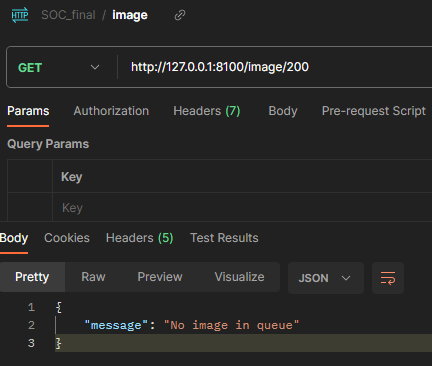 HTTP SOC_final / image
GET http://127.0.0.1:8100/image/200
Params Authorization Headers (7) Body Pre-request Script
Query Params
Key
Key
Body Cookies Headers (5) Test Results
Pretty Raw Preview Visualize JSON
1 {
2 "message": "No image in queue"
3 }